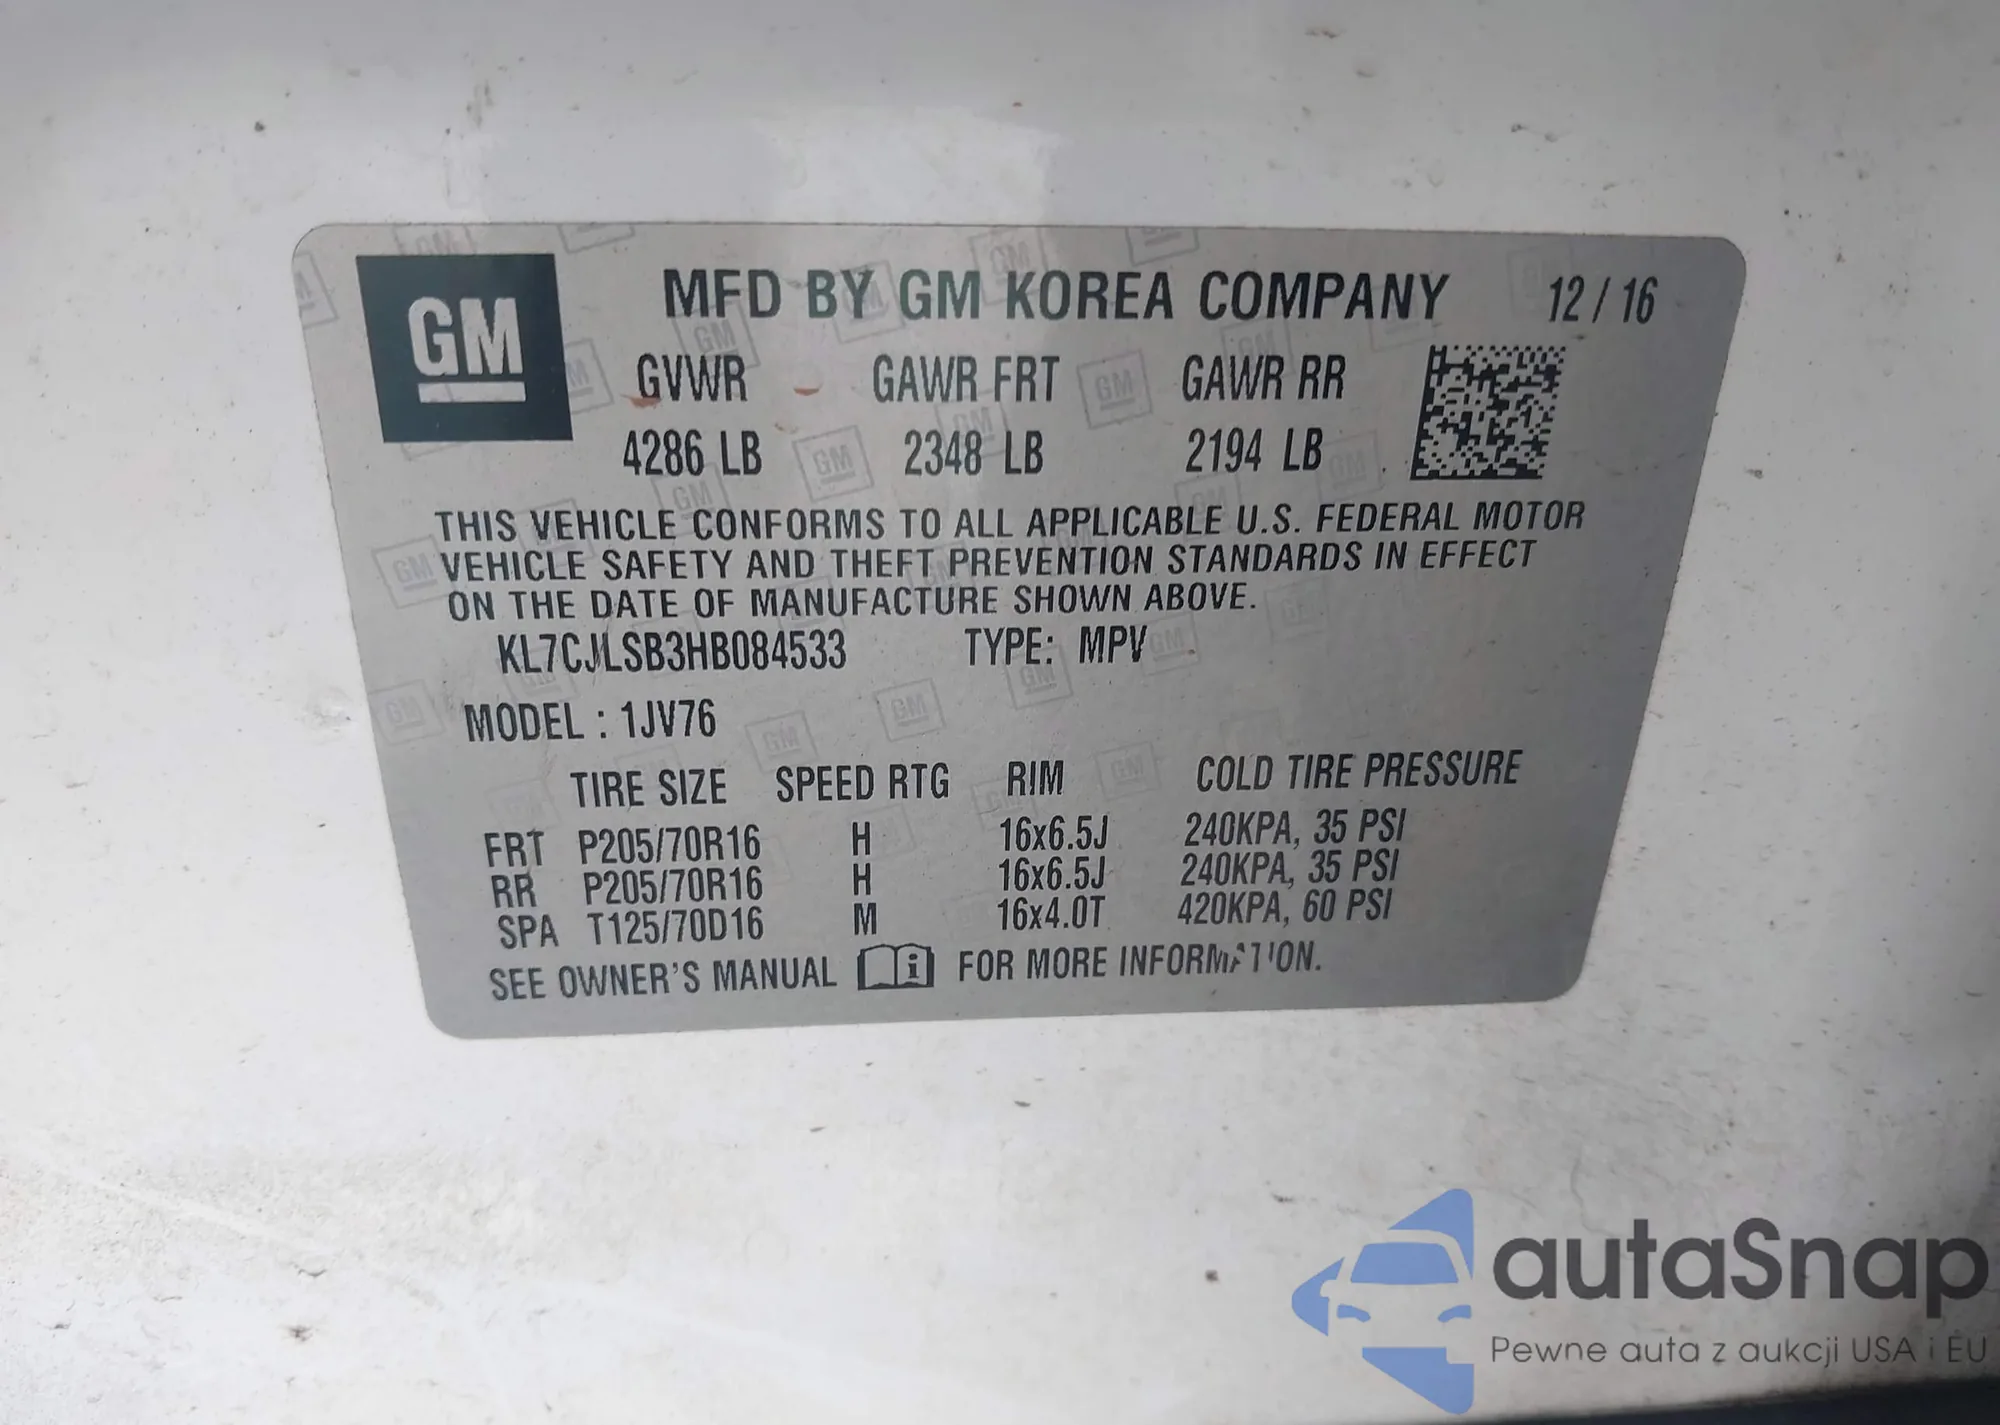 GM
MFD BY GM KOREA COMPANY 12 / 16
GVWR GAWR FRT GAWR RR
4286 LB 2348 LB 2194 LB
THIS VEHICLE CONFORMS TO ALL APPLICABLE U.S. FEDERAL MOTOR
VEHICLE SAFETY AND THEFT PREVENTION STANDARDS IN EFFECT
ON THE DATE OF MANUFACTURE SHOWN ABOVE.
KL7CJLSB3HB084533 TYPE: MPV
MODEL : 1JV76
TIRE SIZE SPEED RTG RIM COLD TIRE PRESSURE
FRT P205/70R16 H 16x6.5J 240KPA, 35 PSI
RR P205/70R16 H 16x6.5J 240KPA, 35 PSI
SPA T125/70D16 M 16x4.0T 420KPA, 60 PSI
SEE OWNER'S MANUAL i FOR MORE INFORMATION.
autaSnap
Pewne auta z aukcji USA i EU